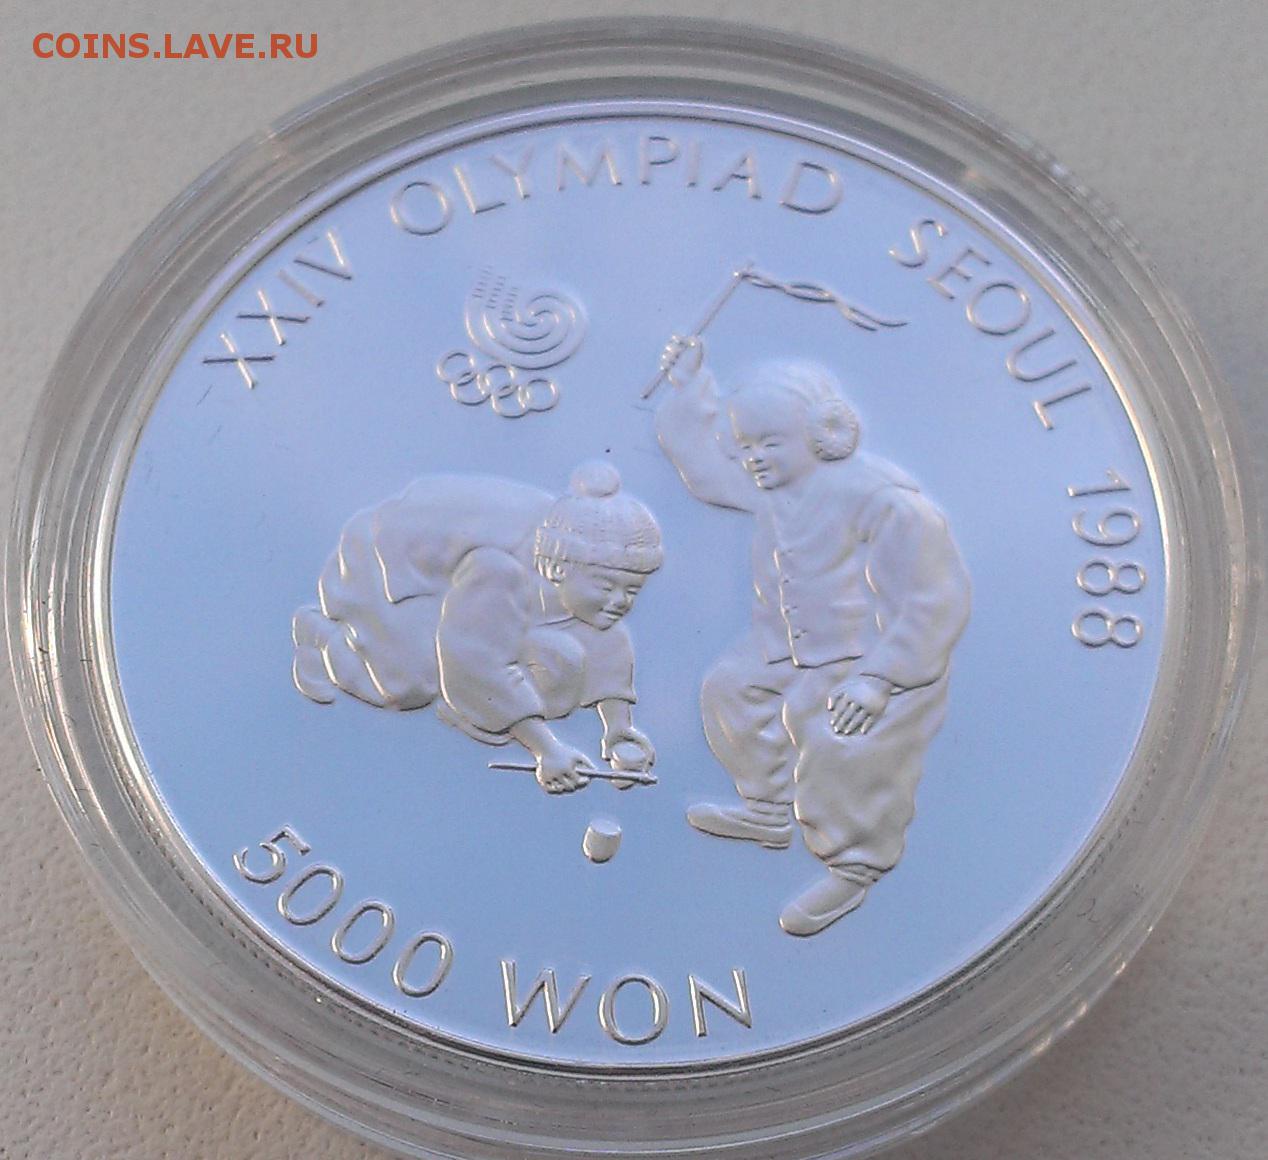 COINS.LAVE.RU
XXIV OLYMPIAD SEOUL 1988
5000 WON